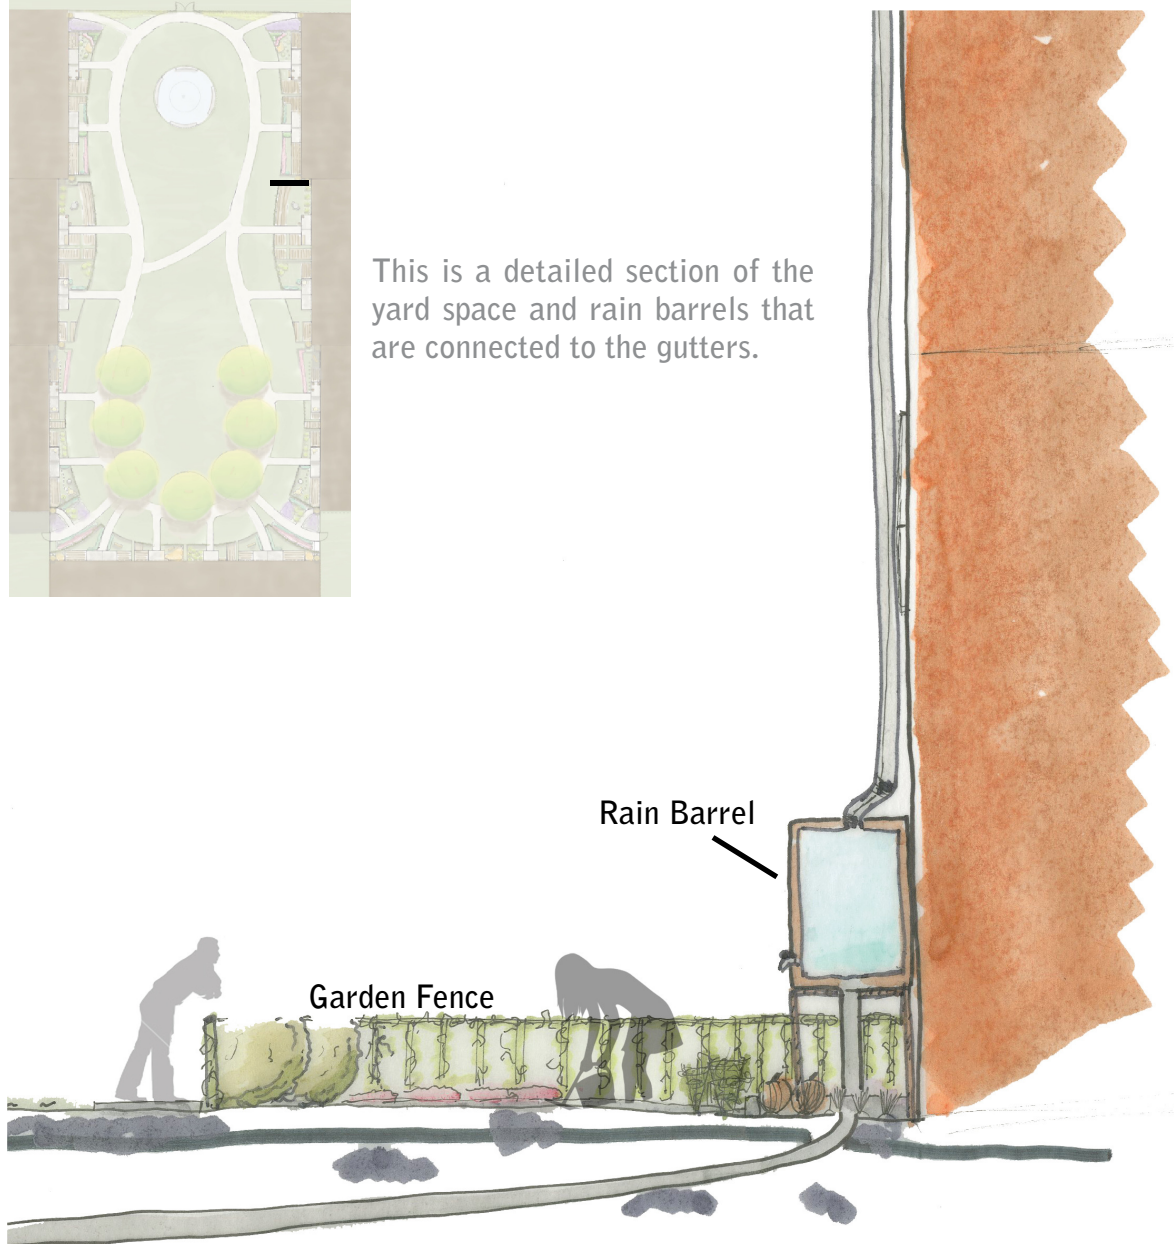 This is a detailed section of the
yard space and rain barrels that
are connected to the gutters.
Rain Barrel
Garden Fence